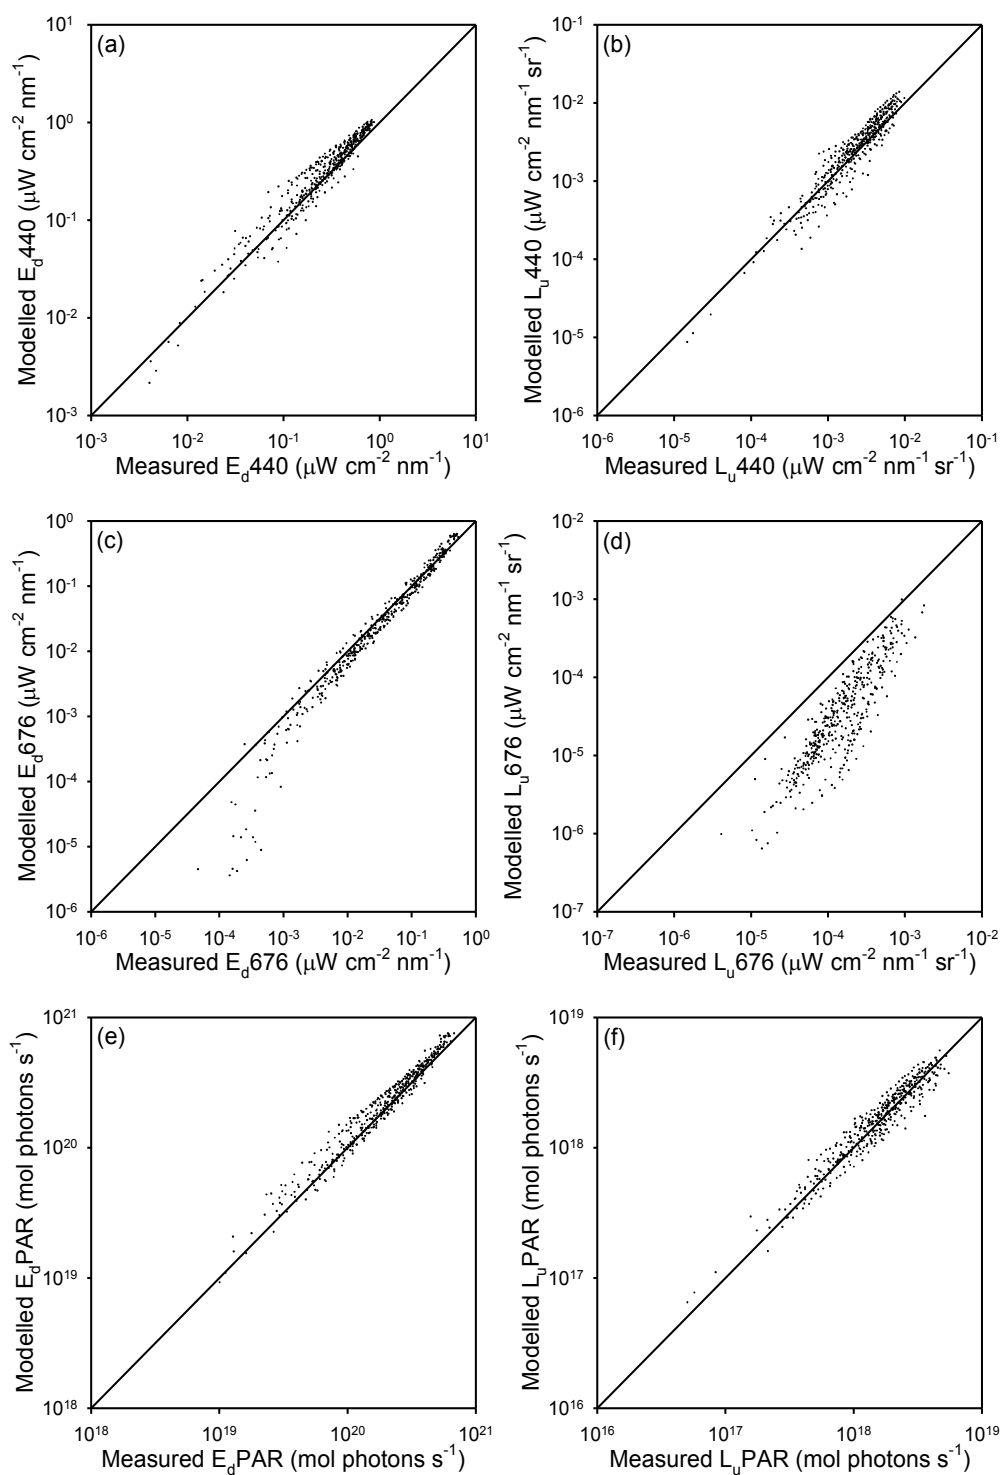 (a)
10¹
10⁰
10⁻¹
10⁻²
10⁻³
Modelled E_d440 (μW cm⁻² nm⁻¹)
10⁻³ 10⁻² 10⁻¹ 10⁰ 10¹
Measured E_d440 (μW cm⁻² nm⁻¹)
(b)
10⁻¹
10⁻²
10⁻³
10⁻⁴
10⁻⁵
10⁻⁶
Modelled L_u440 (μW cm⁻² nm⁻¹ sr⁻¹)
10⁻⁶ 10⁻⁵ 10⁻⁴ 10⁻³ 10⁻² 10⁻¹
Measured L_u440 (μW cm⁻² nm⁻¹ sr⁻¹)
(c)
10⁰
10⁻¹
10⁻²
10⁻³
10⁻⁴
10⁻⁵
10⁻⁶
Modelled E_d676 (μW cm⁻² nm⁻¹)
10⁻⁶ 10⁻⁵ 10⁻⁴ 10⁻³ 10⁻² 10⁻¹ 10⁰
Measured E_d676 (μW cm⁻² nm⁻¹)
(d)
10⁻²
10⁻³
10⁻⁴
10⁻⁵
10⁻⁶
10⁻⁷
Modelled L_u676 (μW cm⁻² nm⁻¹ sr⁻¹)
10⁻⁷ 10⁻⁶ 10⁻⁵ 10⁻⁴ 10⁻³ 10⁻²
Measured L_u676 (μW cm⁻² nm⁻¹ sr⁻¹)
(e)
10²¹
10²⁰
10¹⁹
10¹⁸
Modelled E_dPAR (mol photons s⁻¹)
10¹⁸ 10¹⁹ 10²⁰ 10²¹
Measured E_dPAR (mol photons s⁻¹)
(f)
10¹⁹
10¹⁸
10¹⁷
10¹⁶
Modelled L_uPAR (mol photons s⁻¹)
10¹⁶ 10¹⁷ 10¹⁸ 10¹⁹
Measured L_uPAR (mol photons s⁻¹)